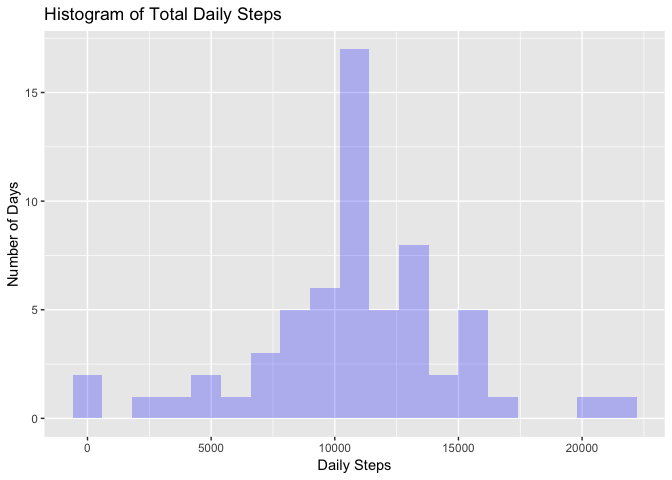 Histogram of Total Daily Steps
Number of Days
15
10
5
0
0 5000 10000 15000 20000
Daily Steps